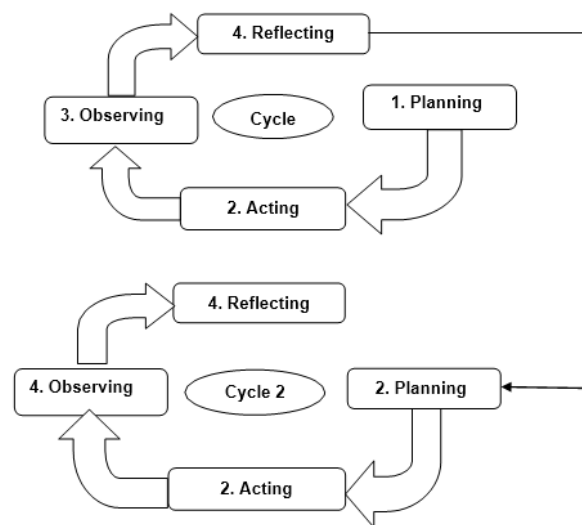 4. Reflecting
3. Observing
Cycle
1. Planning
2. Acting
4. Reflecting
4. Observing
Cycle 2
2. Planning
2. Acting